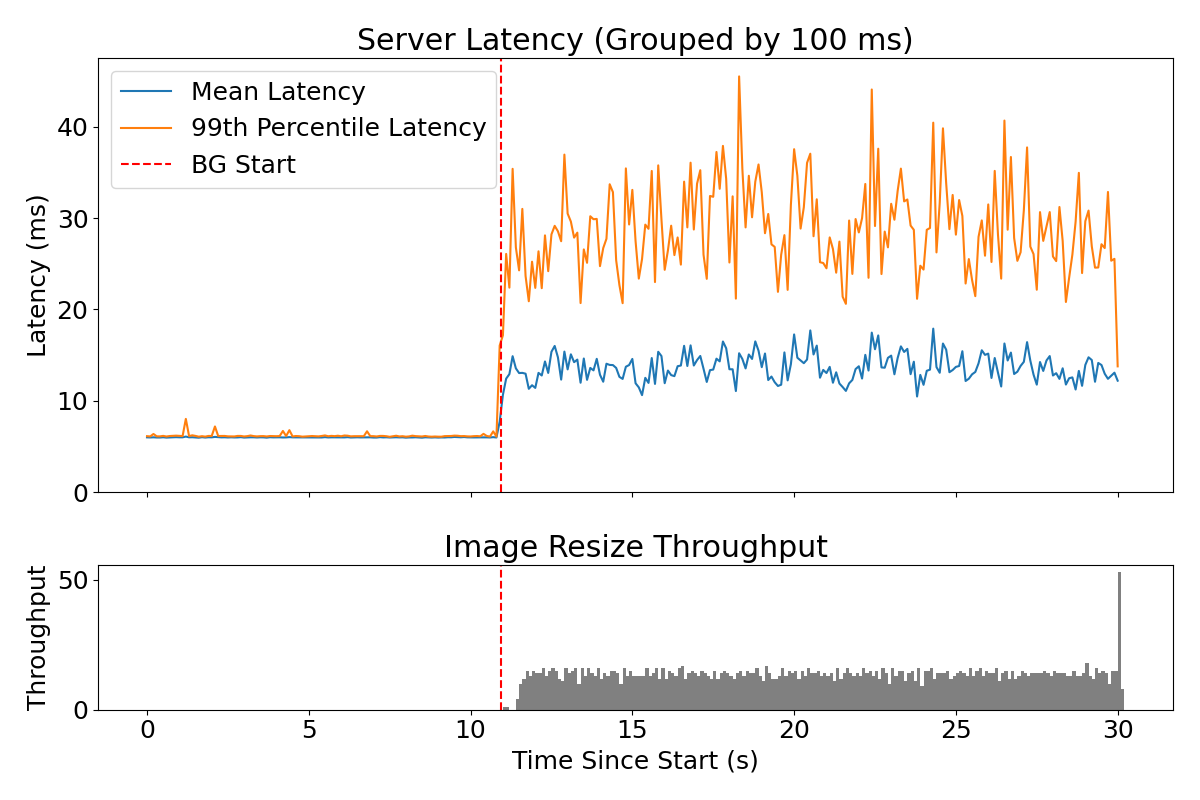 Server Latency (Grouped by 100 ms)
Mean Latency
99th Percentile Latency
BG Start
Latency (ms)
40
30
20
10
0
Image Resize Throughput
Throughput
50
0
0 5 10 15 20 25 30
Time Since Start (s)